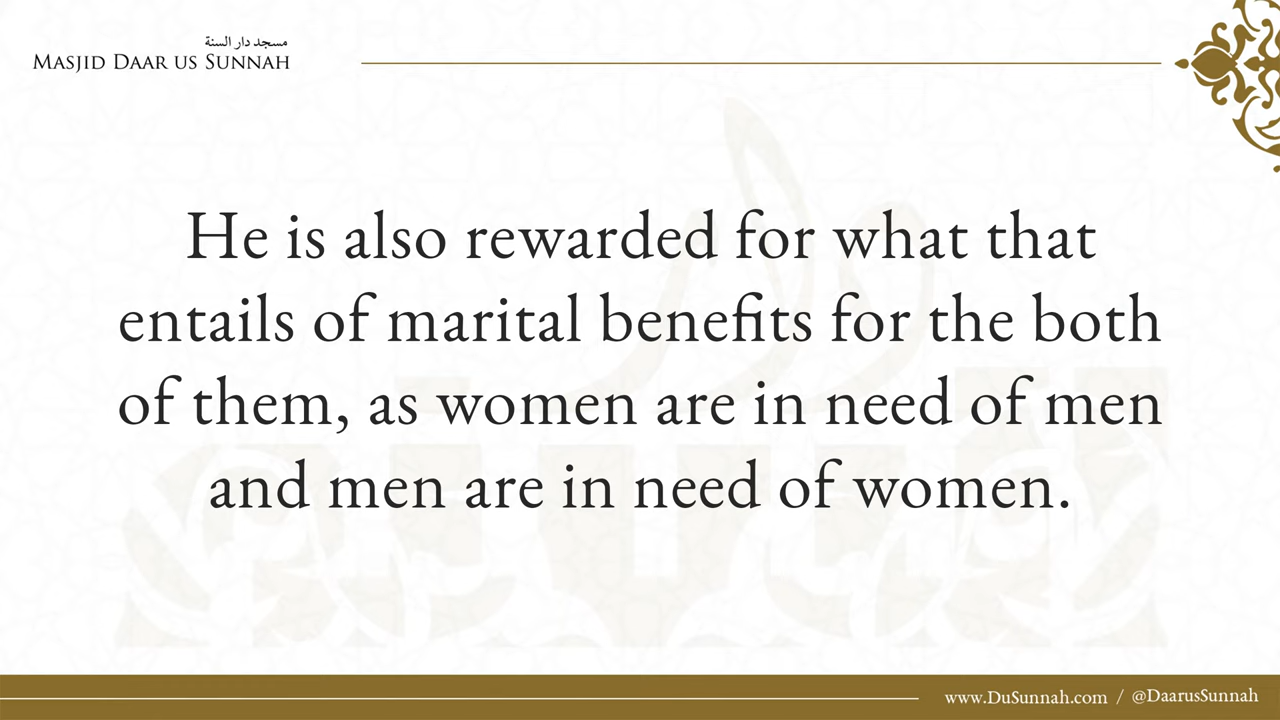 مسجد دار السنة
Masjid Daar us Sunnah
He is also rewarded for what that
entails of marital benefits for the both
of them, as women are in need of men
and men are in need of women.
www.DuSunnah.com / @DaarusSunnah